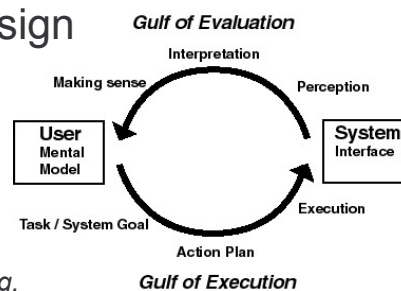 sign
Gulf of Evaluation
Interpretation
Making sense
Perception
User
Mental
Model
System
Interface
Task / System Goal
Execution
Action Plan
g.
Gulf of Execution